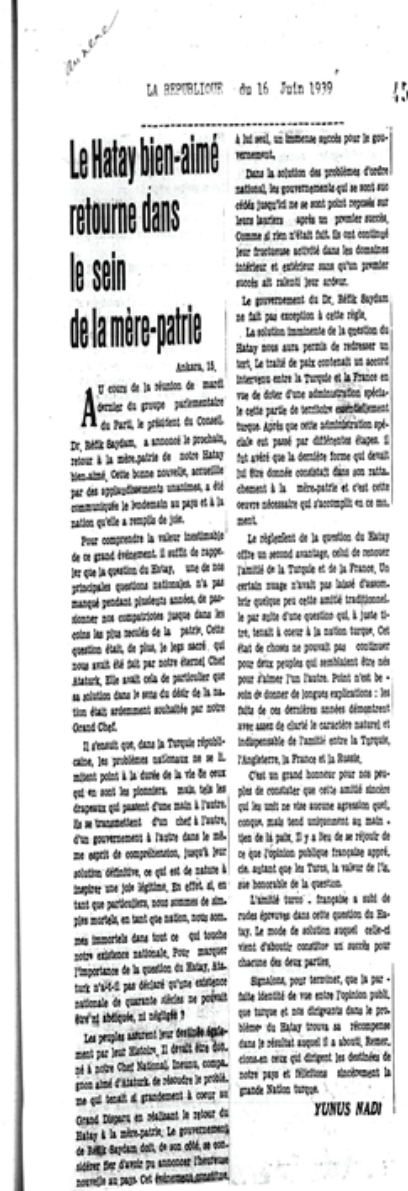 Annexe
LA REPUBLIQUE du 16 Juin 1939
45
Le Hatay bien-aimé
retourne dans
le sein
de la mère-patrie
Ankara, 15.
AU cours de la réunion de mardi
dernier du groupe parlementaire
du Parti, le président du Conseil.
Dr. Réfik Saydam, a annoncé le prochain,
retour à la mère-patrie de notre Hatay
bien-aimé. Cette bonne nouvelle, accueillie
par des applaudissements unanimes, a été
communiquée le lendemain au pays et à la
nation qu'elle a remplis de joie.
Pour comprendre la valeur inestimable
de ce grand événement, il suffit de rappe-
ler que la question du Hatay, une de nos
principales questions nationales, n'a pas
manqué pendant plusieurs années, de pas-
sionner nos compatriotes jusque dans les
coins les plus reculés de la patrie. Cette
question était, de plus, le legs sacré qui
nous avait été fait par notre éternel Chef
Ataturk. Elle avait cela de particulier que
sa solution dans le sens du désir de la na-
tion était ardemment souhaitée par notre
Grand Chef.
Il s'ensuit que, dans la Turquie républi-
caine, les problèmes nationaux ne se li-
mitent point à la durée de la vie de ceux
qui en sont les pionniers. mais, tels les
drapeaux qui passent d'une main à l'autre.
ils se transmettent d'un chef à l'autre,
d'un gouvernement à l'autre dans le mê-
me esprit de compréhension, jusqu'à leur
solution définitive, ce qui est de nature à
inspirer une joie légitime. En effet, si, en
tant que particuliers, nous sommes de sim-
ples mortels, en tant que nation, nous som-
mes immortels dans tout ce qui touche
notre existence nationale. Pour marquer
l'importance de la question du Hatay, Ata-
turk n'a-t-il pas déclaré qu'une existence
nationale de quarante siècles ne pouvait
être ni abdiquée, ni négligée ?
Les peuples assurent leur destinée égale-
ment par leur Histoire. Il devait être don-
né à notre Chef National, Ineunu, compa-
gnon aimé d'Ataturk, de résoudre le problè-
me qui tenait si grandement à coeur au
Grand Disparu en réalisant le retour du
Hatay à la mère-patrie. Le gouvernement
de Réfik Saydam doit, de son côté, se con-
sidérer fier d'avoir pu annoncer l'heureuse
nouvelle au pays. Cet événement constitue,
à lui seul, un immense succès pour le gou-
vernement.
Dans la solution des problèmes d'ordre
national, les gouvernements qui se sont suc
cédés jusqu'ici ne se sont point reposés sur
leurs lauriers après un premier succès.
Comme si rien n'était fait, ils ont continué
leur fructueuse activité dans les domaines
intérieur et extérieur sans qu'un premier
succès ait ralenti leur ardeur.
Le gouvernement du Dr. Réfik Saydam
ne fait pas exception à cette règle.
La solution imminente de la question du
Hatay nous aura permis de redresser un
tort. Le traité de paix contenait un accord
intervenu entre la Turquie et la France en
vue de doter d'une administration spécia-
le cette partie de territoire essentiellement
turque. Après que cette administration spé-
ciale eut passé par différentes étapes, il
fut avéré que la dernière forme qui devait
lui être donnée consistait dans son ratta-
chement à la mère-patrie et c'est cette
oeuvre nécessaire qui s'accomplit en ce mo-
ment.
Le règlement de la question du Hatay
offre un second avantage, celui de renouer
l'amitié de la Turquie et de la France. Un
certain nuage n'avait pas laissé d'assom-
brir quelque peu cette amitié traditionnel-
le par suite d'une question qui, à juste ti-
tre, tenait à coeur à la nation turque. Cet
état de choses ne pouvait pas continuer
pour deux peuples qui semblaient être nés
pour s'aimer l'un l'autre. Point n'est be -
soin de donner de longues explications : les
faits de ces dernières années démontrent
avec assez de clarté le caractère naturel et
indispensable de l'amitié entre la Turquie,
l'Angleterre, la France et la Russie.
C'est un grand honneur pour nos peu-
ples de constater que cette amitié sincère
qui les unit ne vise aucune agression quel-
conque, mais tend uniquement au main -
tien de la paix. Il y a lieu de se réjouir de
ce que l'opinion publique française appré-
cie, autant que les Turcs, la valeur de l'is-
sue honorable de la question.
L'amitié turco - française a subi de
rudes épreuves dans cette question du Ha-
tay. Le mode de solution auquel celle-ci
vient d'aboutir constitue un succès pour
chacune des deux parties.
Signalons, pour terminer, que la par -
faite identité de vue entre l'opinion publi-
que turque et nos dirigeants dans le pro-
blème du Hatay trouva sa récompense
dans le résultat auquel il a abouti. Remer-
cions-en ceux qui dirigent les destinées de
notre pays et félicitons sincèrement la
grande Nation turque.
YUNUS NADI